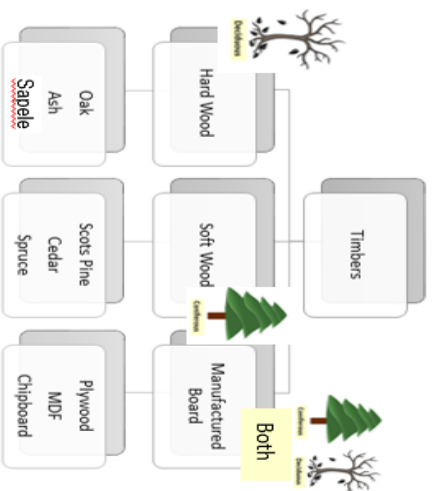 Timbers
Deciduous
Hard Wood
Soft Wood
Coniferous
Manufactured
Board
Both
Coniferous
Deciduous
Oak
Ash
Sapele
Scots Pine
Cedar
Spruce
Plywood
MDF
Chipboard